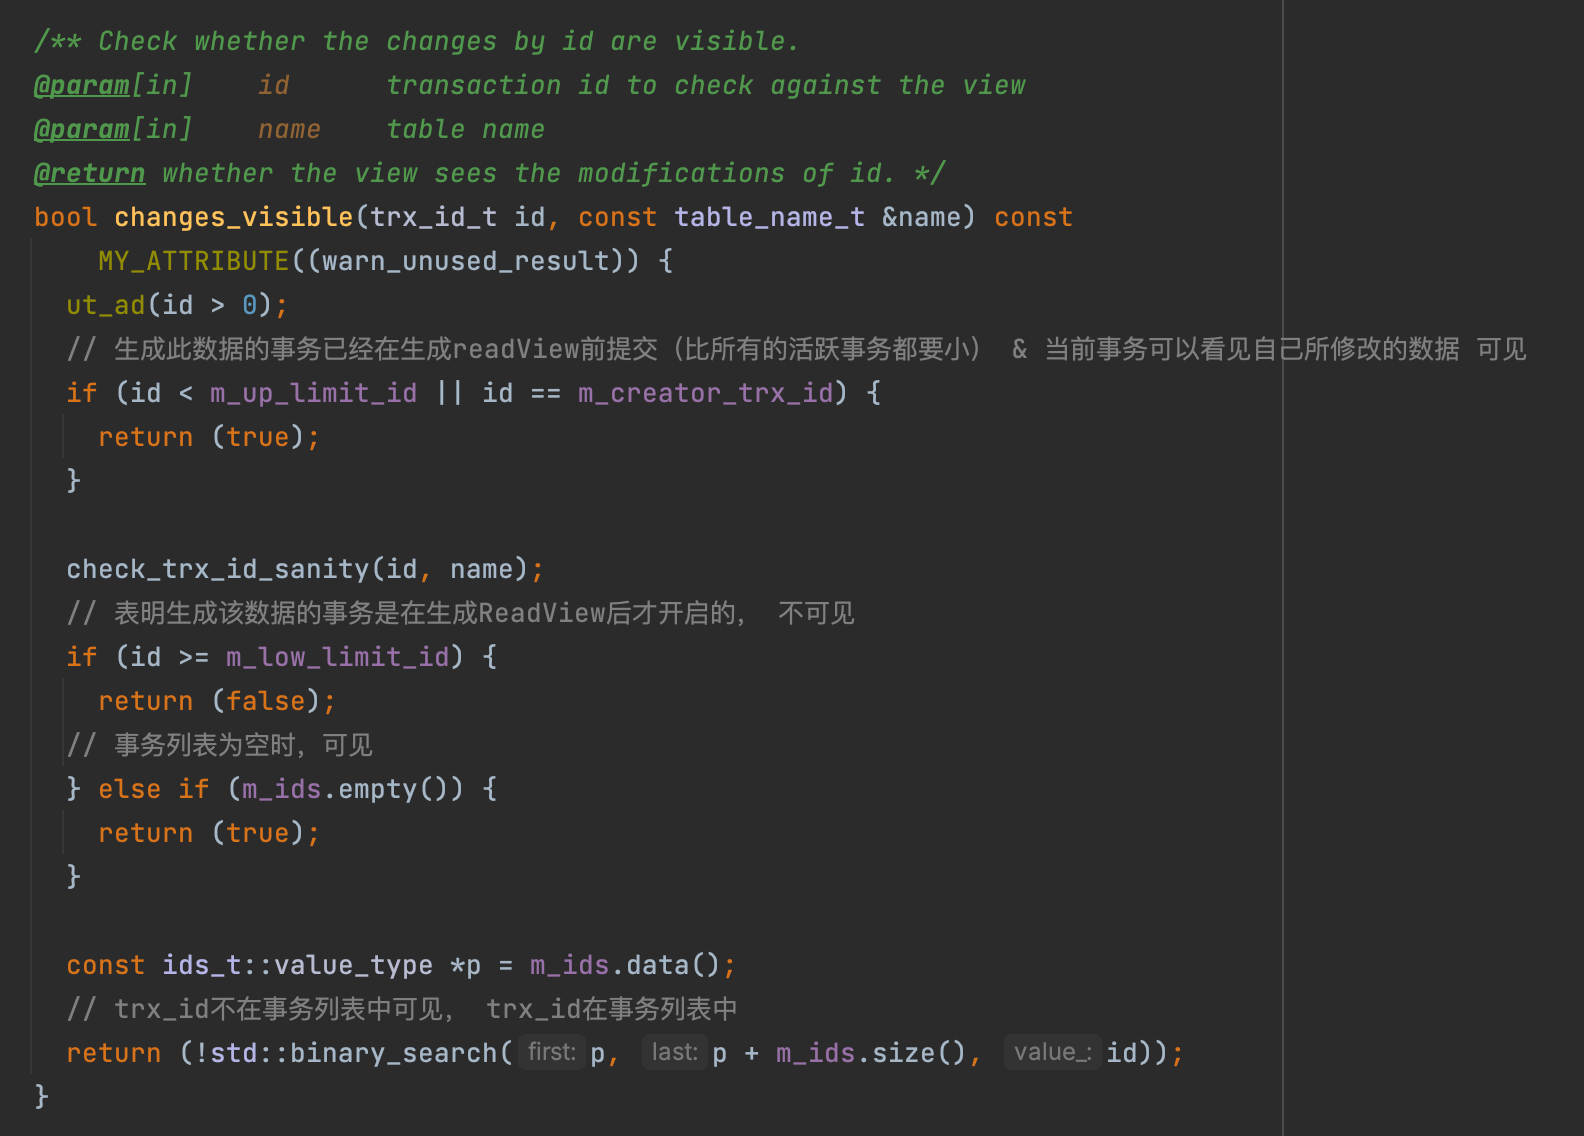 /** Check whether the changes by id are visible.
@param[in]    id      transaction id to check against the view
@param[in]    name    table name
@return whether the view sees the modifications of id. */
bool changes_visible(trx_id_t id, const table_name_t &name) const
    MY_ATTRIBUTE((warn_unused_result)) {
  ut_ad(id > 0);
  // 生成此数据的事务已经在生成readView前提交（比所有的活跃事务都要小） & 当前事务可以看见自己所修改的数据 可见
  if (id < m_up_limit_id || id == m_creator_trx_id) {
    return (true);
  }
  check_trx_id_sanity(id, name);
  // 表明生成该数据的事务是在生成ReadView后才开启的， 不可见
  if (id >= m_low_limit_id) {
    return (false);
  // 事务列表为空时，可见
  } else if (m_ids.empty()) {
    return (true);
  }
  const ids_t::value_type *p = m_ids.data();
  // trx_id不在事务列表中可见， trx_id在事务列表中
  return (!std::binary_search( first: p, last: p + m_ids.size(), value_: id));
}